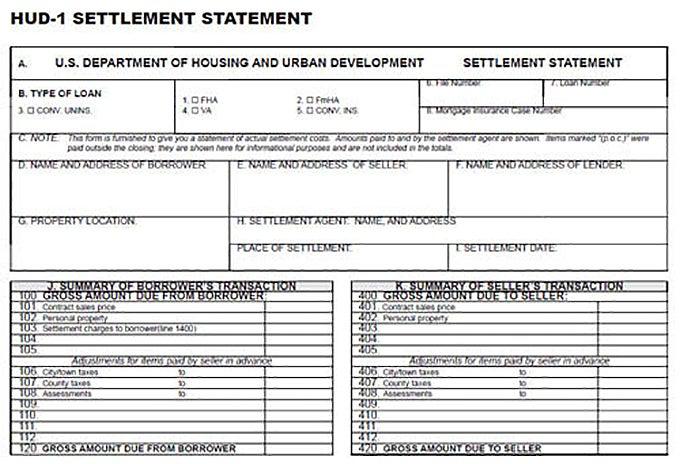 HUD-1 SETTLEMENT STATEMENT
A. U.S. DEPARTMENT OF HOUSING AND URBAN DEVELOPMENT SETTLEMENT STATEMENT
B. TYPE OF LOAN
1. ☐ FHA 2. ☐ FmHA
3. ☐ CONV. UNINS. 4. ☐ VA 5. ☐ CONV. INS.
6. File Number 7. Loan Number
8. Mortgage Insurance Case Number
C. NOTE: This form is furnished to give you a statement of actual settlement costs. Amounts paid to and by the settlement agent are shown. Items marked "(p.o.c.)" were
paid outside the closing; they are shown here for informational purposes and are not included in the totals.
D. NAME AND ADDRESS OF BORROWER: E. NAME AND ADDRESS OF SELLER: F. NAME AND ADDRESS OF LENDER:
G. PROPERTY LOCATION: H. SETTLEMENT AGENT: NAME, AND ADDRESS
PLACE OF SETTLEMENT: I. SETTLEMENT DATE:
J. SUMMARY OF BORROWER'S TRANSACTION
100. GROSS AMOUNT DUE FROM BORROWER:
101. Contract sales price
102. Personal property
103. Settlement charges to borrower(line 1400)
104.
105.
Adjustments for items paid by seller in advance
106. City/town taxes to
107. County taxes to
108. Assessments to
109.
110.
111.
112
120. GROSS AMOUNT DUE FROM BORROWER
K. SUMMARY OF SELLER'S TRANSACTION
400. GROSS AMOUNT DUE TO SELLER:
401. Contract sales price
402. Personal property
403.
404.
405
Adjustments for items paid by seller in advance
406. City/town taxes to
407. County taxes to
408. Assessments to
409.
410.
411.
412
420. GROSS AMOUNT DUE TO SELLER